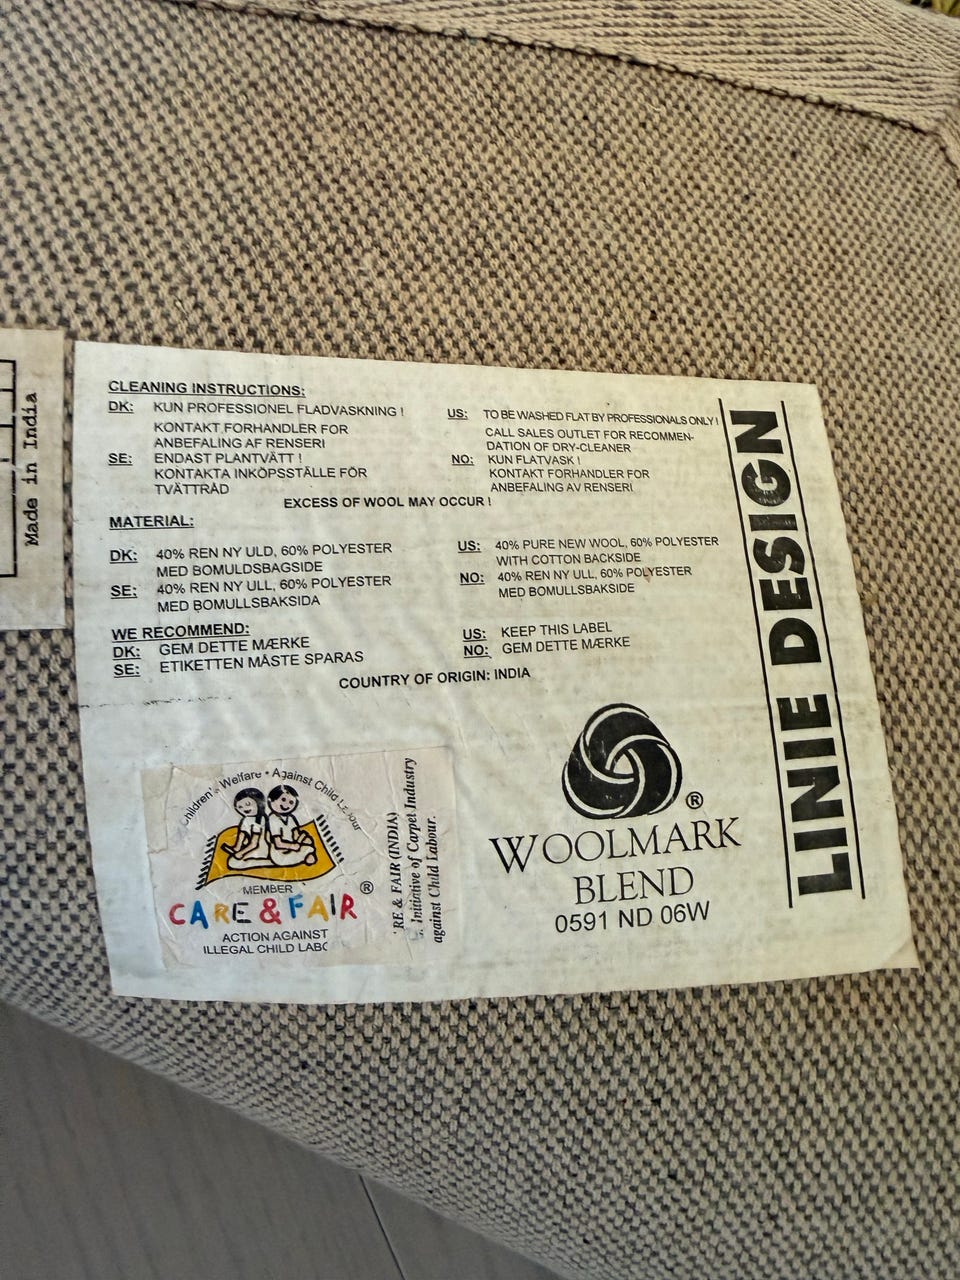 Made in India
CLEANING INSTRUCTIONS:
DK: KUN PROFESSIONEL FLADVASKNING !
KONTAKT FORHANDLER FOR
ANBEFALING AF RENSERI
SE: ENDAST PLANTVÄTT !
KONTAKTA INKÖPSSTÄLLE FÖR
TVÄTTRÅD
US: TO BE WASHED FLAT BY PROFESSIONALS ONLY !
CALL SALES OUTLET FOR RECOMMEN-
DATION OF DRY-CLEANER
NO: KUN FLATVASK !
KONTAKT FORHANDLER FOR
ANBEFALING AV RENSERI
EXCESS OF WOOL MAY OCCUR !
MATERIAL:
DK: 40% REN NY ULD, 60% POLYESTER
MED BOMULDSBAGSIDE
SE: 40% REN NY ULL, 60% POLYESTER
MED BOMULLSBAKSIDA
US: 40% PURE NEW WOOL, 60% POLYESTER
WITH COTTON BACKSIDE
NO: 40% REN NY ULL, 60% POLYESTER
MED BOMULLSBAKSIDE
WE RECOMMEND:
DK: GEM DETTE MÆRKE
SE: ETIKETTEN MÅSTE SPARAS
US: KEEP THIS LABEL
NO: GEM DETTE MÆRKE
COUNTRY OF ORIGIN: INDIA
LINIE DESIGN
Children's Welfare • Against Child Labour
MEMBER
CARE & FAIR ®
ACTION AGAINST
ILLEGAL CHILD LABO
RE & FAIR (INDIA)
Initiative of Carpet Industry
against Child Labour.
®
WOOLMARK
BLEND
0591 ND 06W